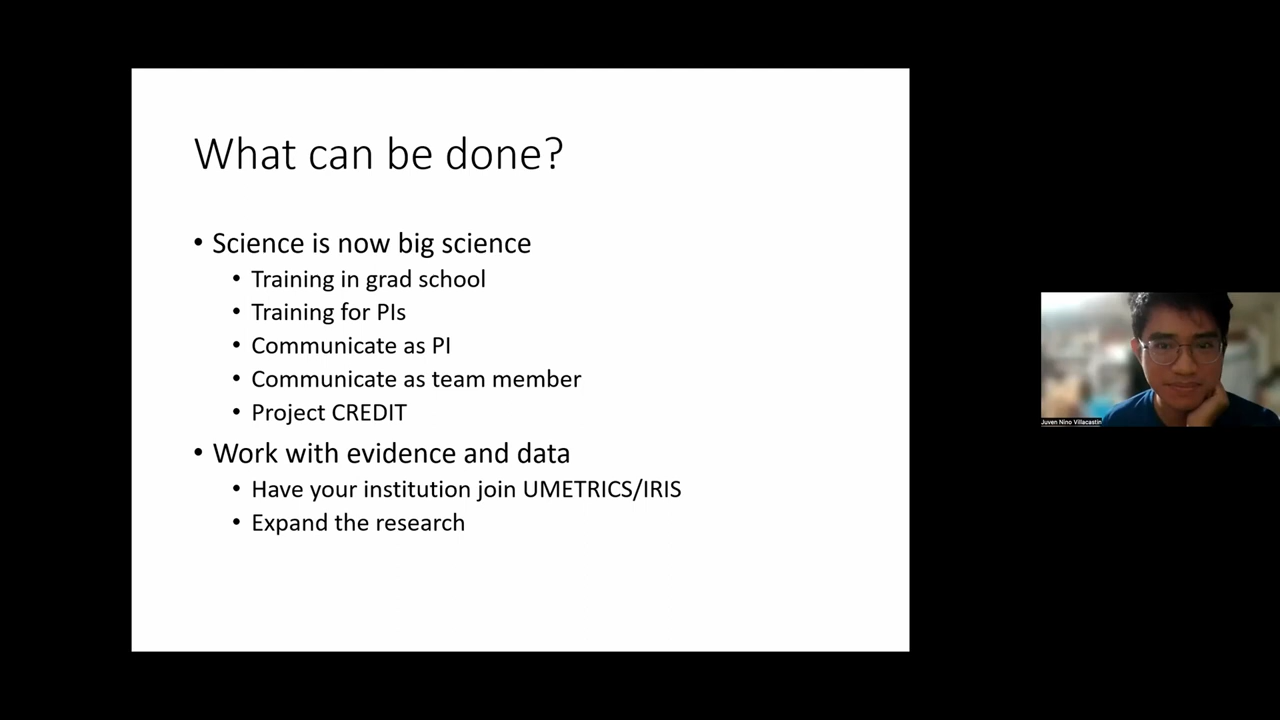 What can be done?
• Science is now big science
• Training in grad school
• Training for PIs
• Communicate as PI
• Communicate as team member
• Project CREDIT
• Work with evidence and data
• Have your institution join UMETRICS/IRIS
• Expand the research
Juven Nino Villacastin